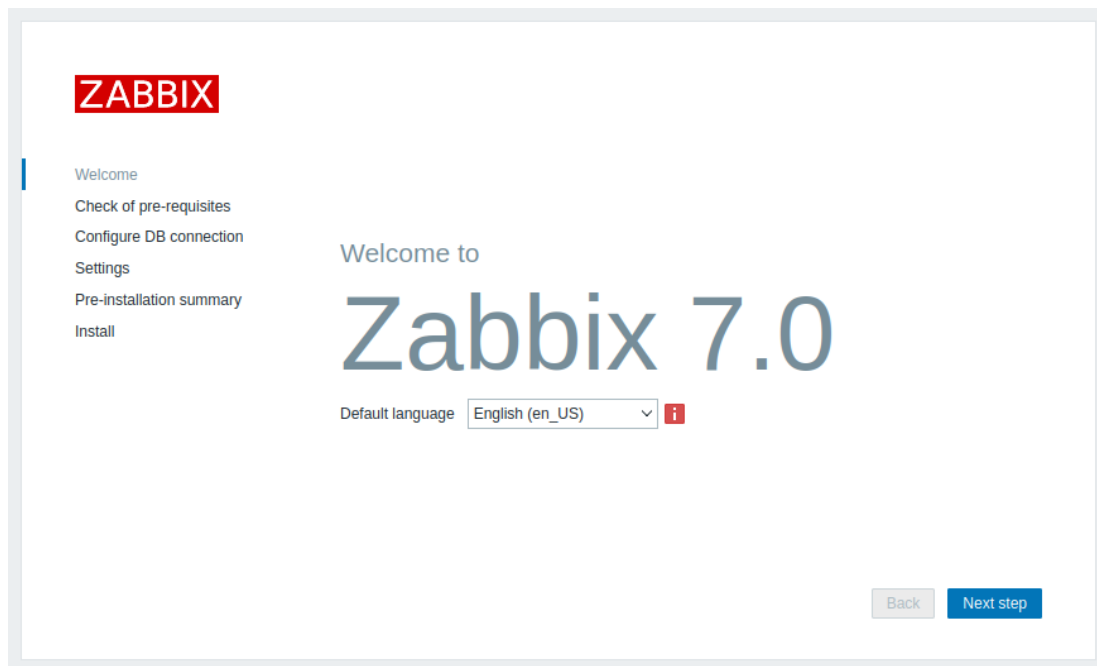 ZABBIX
Welcome
Check of pre-requisites
Configure DB connection
Settings
Pre-installation summary
Install
Welcome to
Zabbix 7.0
Default language English (en_US) i
Back Next step